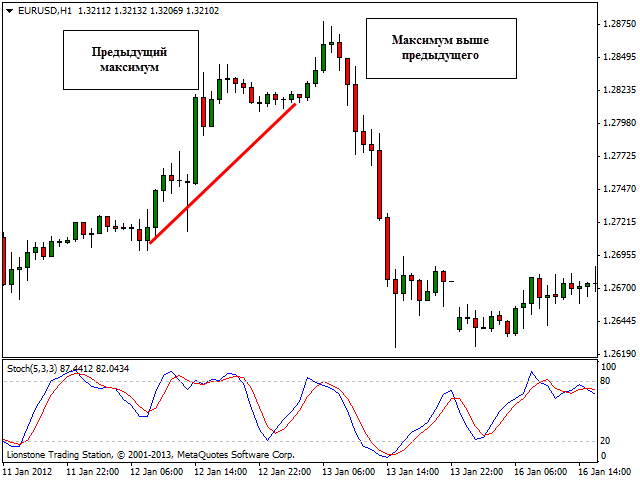 EURUSD,H1 1.32112 1.32132 1.32069 1.32102
Предыдущий
максимум
Максимум выше
предыдущего
1.28750
1.28495
1.28235
1.27980
1.27725
1.27470
1.27215
1.26955
1.26700
1.26445
1.26190
Stoch(5,3,3) 87.4412 82.0434
100
80
20
0
Lionstone Trading Station, © 2001-2013, MetaQuotes Software Corp.
11 Jan 2012 11 Jan 22:00 12 Jan 06:00 12 Jan 14:00 12 Jan 22:00 13 Jan 06:00 13 Jan 14:00 13 Jan 22:00 16 Jan 06:00 16 Jan 14:00